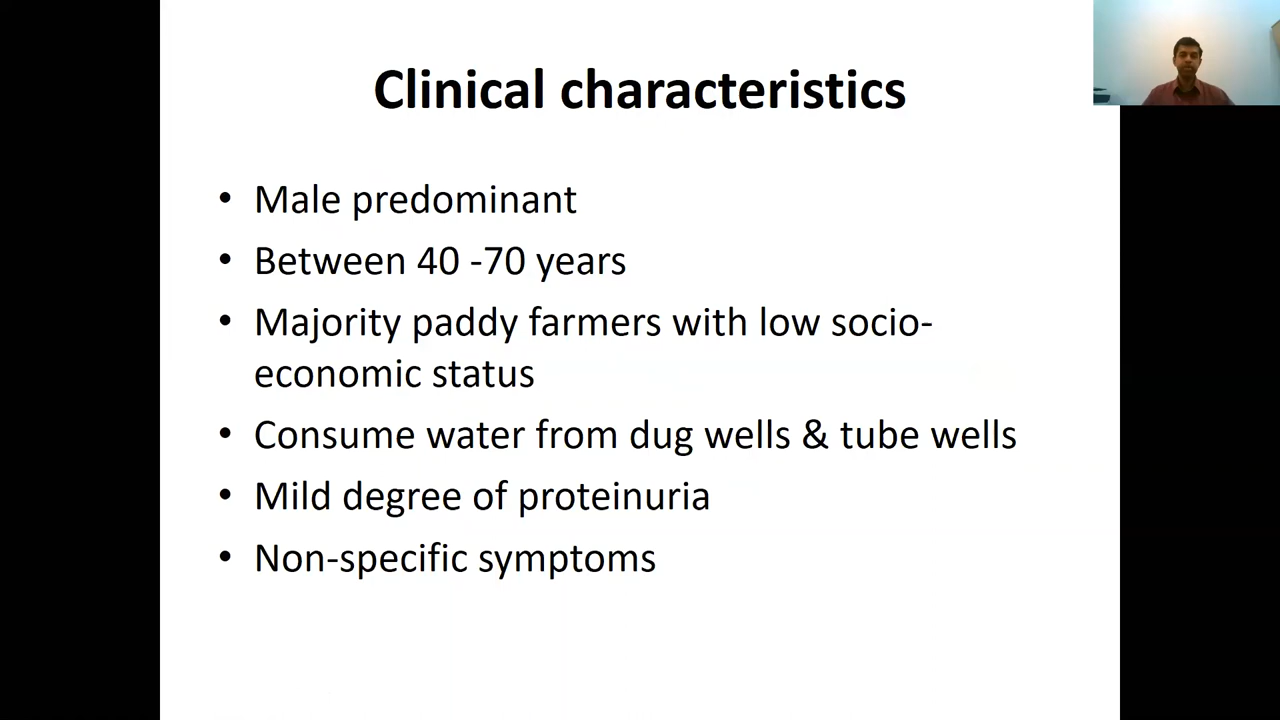 Clinical characteristics
• Male predominant
• Between 40 -70 years
• Majority paddy farmers with low socio-
economic status
• Consume water from dug wells & tube wells
• Mild degree of proteinuria
• Non-specific symptoms